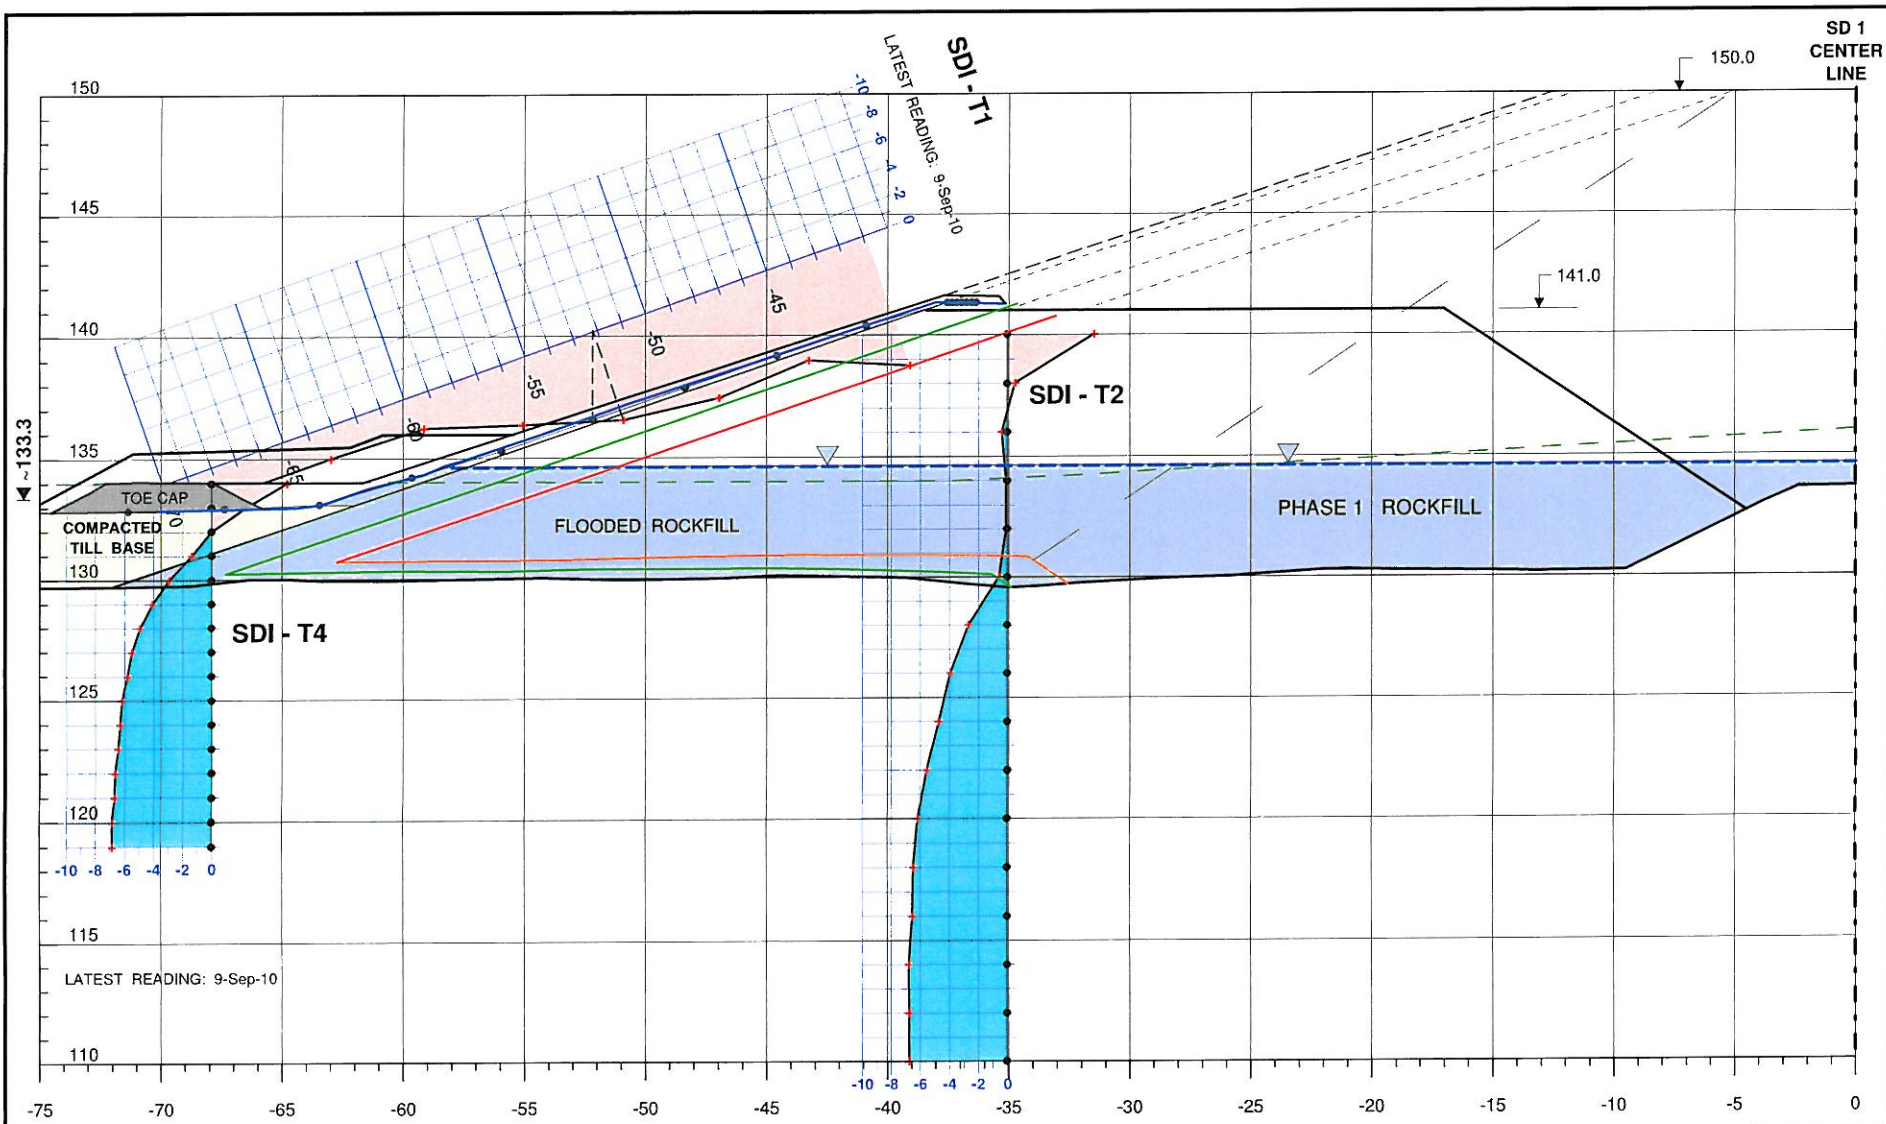 SD 1
CENTER
LINE
150.0
SDI - T1
LATEST READING: 9-Sep-10
-10
-8
-6
-4
-2
0
150
145
140
135
130
125
120
115
110
141.0
-45
-50
-55
-60
-65
-70
~133.3
SDI - T2
TOE CAP
COMPACTED
TILL BASE
FLOODED ROCKFILL
PHASE 1 ROCKFILL
SDI - T4
-10 -8 -6 -4 -2 0
LATEST READING: 9-Sep-10
-10 -8 -6 -4 -2 0
-75 -70 -65 -60 -55 -50 -45 -40 -35 -30 -25 -20 -15 -10 -5 0